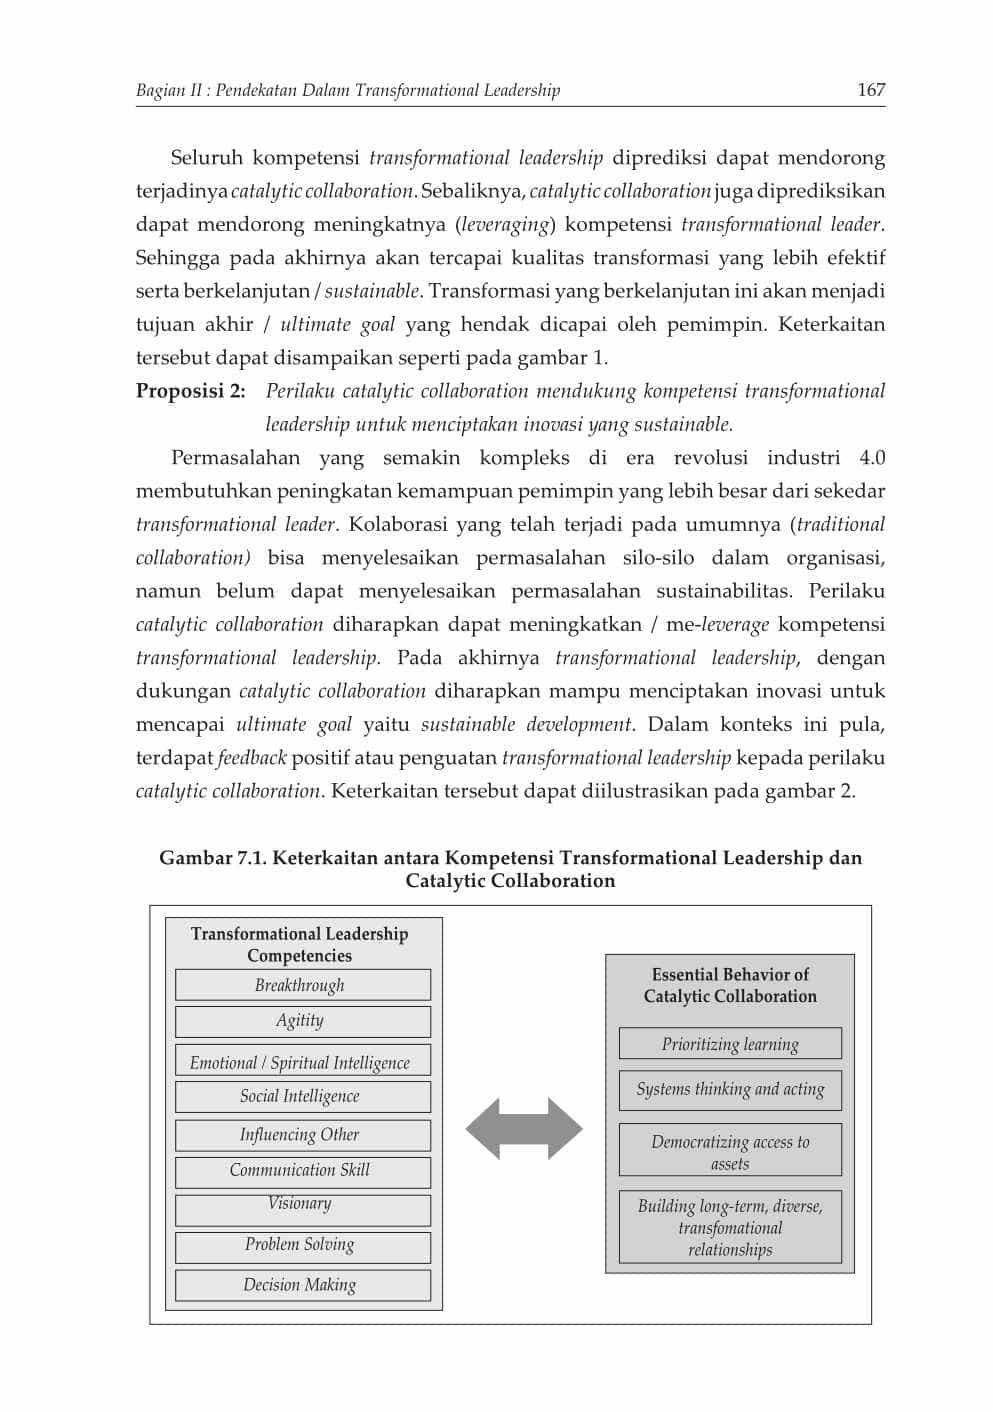 Bagian II : Pendekatan Dalam Transformational Leadership 167
Seluruh kompetensi transformational leadership diprediksi dapat mendorong
terjadinya catalytic collaboration. Sebaliknya, catalytic collaboration juga diprediksikan
dapat mendorong meningkatnya (leveraging) kompetensi transformational leader.
Sehingga pada akhirnya akan tercapai kualitas transformasi yang lebih efektif
serta berkelanjutan / sustainable. Transformasi yang berkelanjutan ini akan menjadi
tujuan akhir / ultimate goal yang hendak dicapai oleh pemimpin. Keterkaitan
tersebut dapat disampaikan seperti pada gambar 1.
Proposisi 2: Perilaku catalytic collaboration mendukung kompetensi transformational
leadership untuk menciptakan inovasi yang sustainable.
Permasalahan yang semakin kompleks di era revolusi industri 4.0
membutuhkan peningkatan kemampuan pemimpin yang lebih besar dari sekedar
transformational leader. Kolaborasi yang telah terjadi pada umumnya (traditional
collaboration) bisa menyelesaikan permasalahan silo-silo dalam organisasi,
namun belum dapat menyelesaikan permasalahan sustainabilitas. Perilaku
catalytic collaboration diharapkan dapat meningkatkan / me-leverage kompetensi
transformational leadership. Pada akhirnya transformational leadership, dengan
dukungan catalytic collaboration diharapkan mampu menciptakan inovasi untuk
mencapai ultimate goal yaitu sustainable development. Dalam konteks ini pula,
terdapat feedback positif atau penguatan transformational leadership kepada perilaku
catalytic collaboration. Keterkaitan tersebut dapat diilustrasikan pada gambar 2.
Gambar 7.1. Keterkaitan antara Kompetensi Transformational Leadership dan
Catalytic Collaboration
Transformational Leadership
Competencies
Breakthrough
Agitity
Emotional / Spiritual Intelligence
Social Intelligence
Influencing Other
Communication Skill
Visionary
Problem Solving
Decision Making
Essential Behavior of
Catalytic Collaboration
Prioritizing learning
Systems thinking and acting
Democratizing access to
assets
Building long-term, diverse,
transfomational
relationships